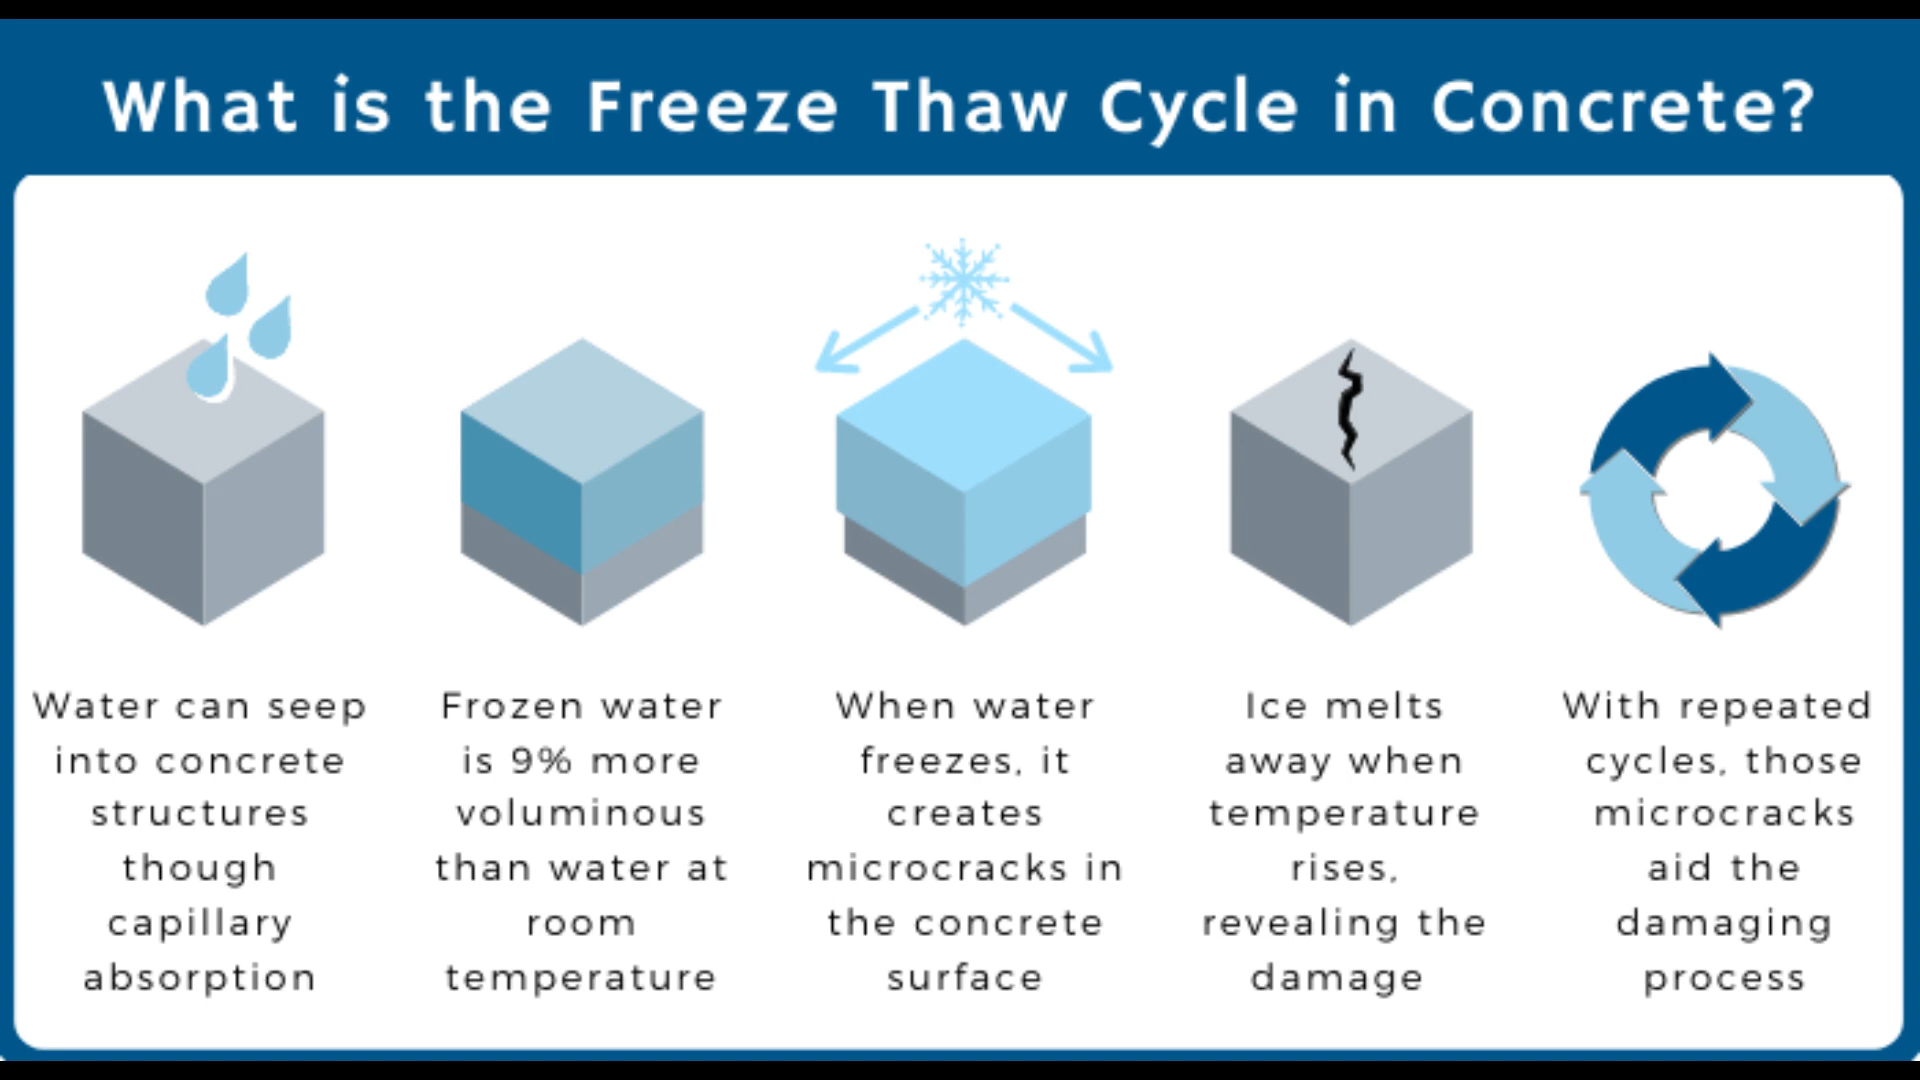 What is the Freeze Thaw Cycle in Concrete?
Water can seep
into concrete
structures
though
capillary
absorption
Frozen water
is 9% more
voluminous
than water at
room
temperature
When water
freezes, it
creates
microcracks in
the concrete
surface
Ice melts
away when
temperature
rises,
revealing the
damage
With repeated
cycles, those
microcracks
aid the
damaging
process